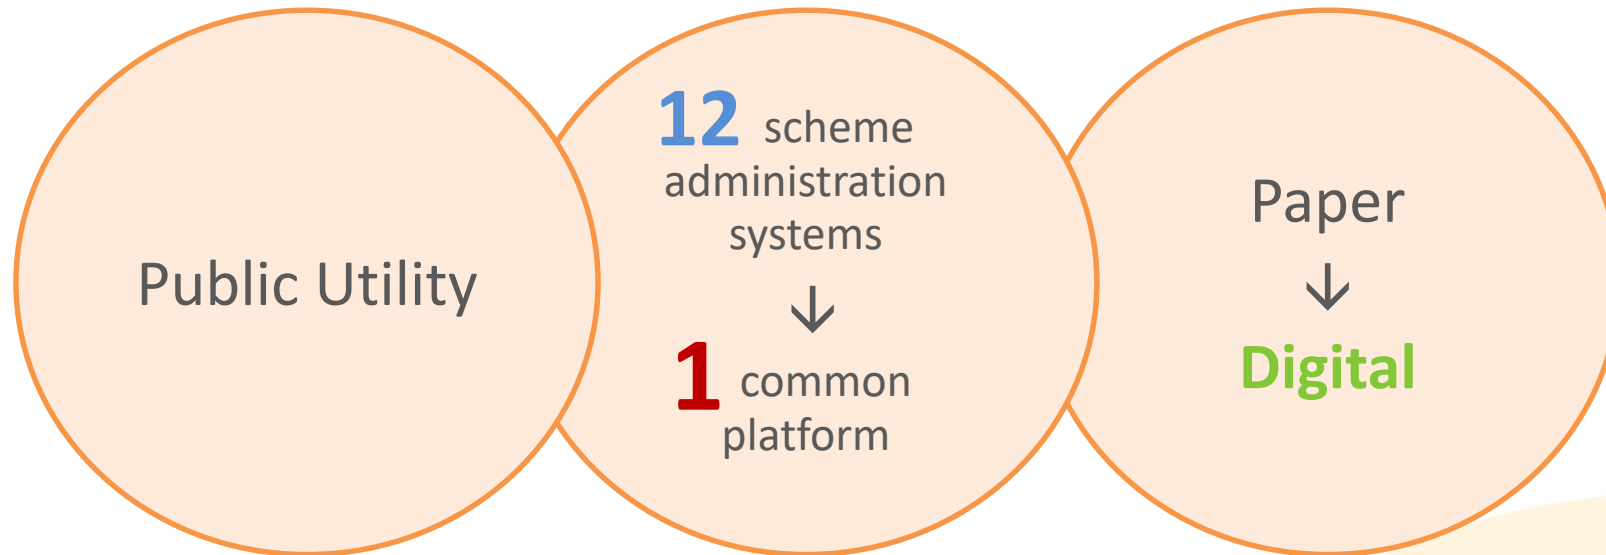 Public Utility
12 scheme
administration
systems
↓
1 common
platform
Paper
↓
Digital